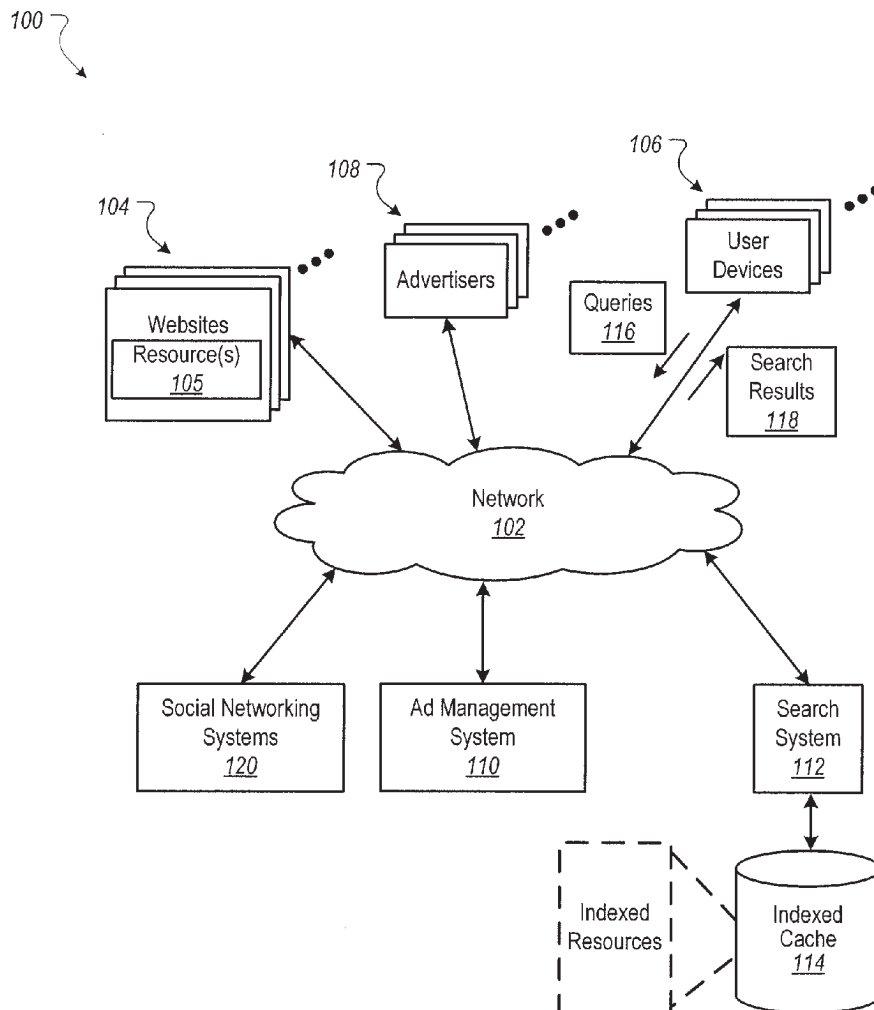 100
106
108
104
User
Devices
Advertisers
Queries
116
Websites
Resource(s)
105
Search
Results
118
Network
102
Social Networking
Systems
120
Ad Management
System
110
Search
System
112
Indexed
Resources
Indexed
Cache
114